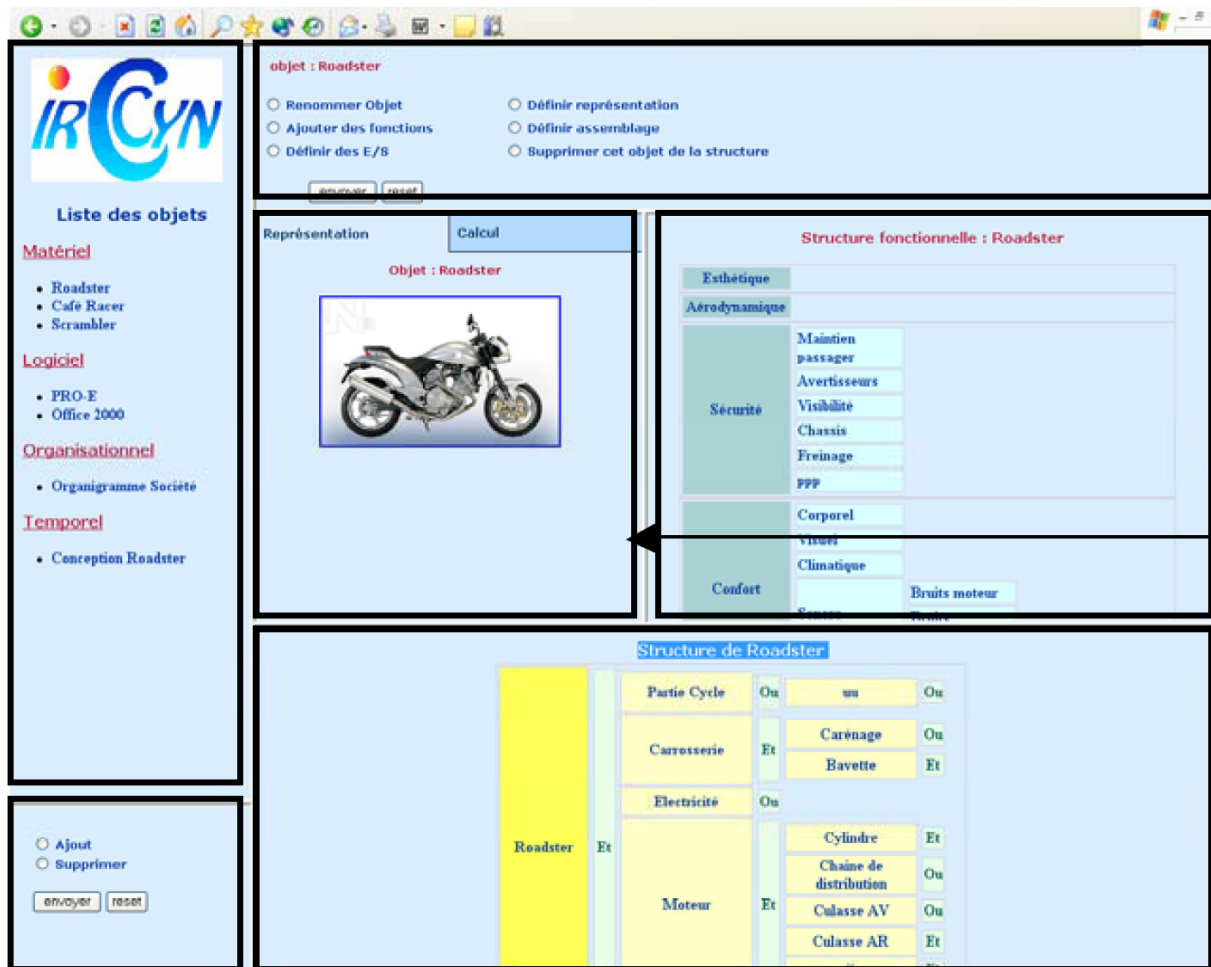 IRCCyN
Liste des objets
Matériel
Roadster
Café Racer
Scrambler
Logiciel
PRO-E
Office 2000
Organisationnel
Organigramme Société
Temporel
Conception Roadster
Ajout
Supprimer
envoyer reset
objet : Roadster
Renommer Objet Définir représentation
Ajouter des fonctions Définir assemblage
Définir des E/S Supprimer cet objet de la structure
envoyer reset
Représentation Calcul
Objet : Roadster
Structure fonctionnelle : Roadster
Esthétique
Aérodynamique
Sécurité
Maintien
passager
Avertisseurs
Visibilité
Chassis
Freinage
PPP
Confort
Corporel
Visuel
Climatique
Sonore
Bruits moteur
Structure de Roadster
Roadster Et
Partie Cycle Ou uu Ou
Carrosserie Et
Carénage Ou
Bavette Et
Electricité Ou
Moteur Et
Cylindre Et
Chaine de
distribution Ou
Culasse AV Ou
Culasse AR Et